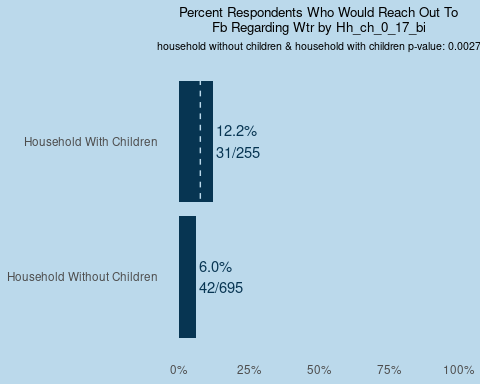 Percent Respondents Who Would Reach Out To
Fb Regarding Wtr by Hh_ch_0_17_bi
household without children & household with children p-value: 0.0027
Household With Children
12.2%
31/255
Household Without Children
6.0%
42/695
0%
25%
50%
75%
100%